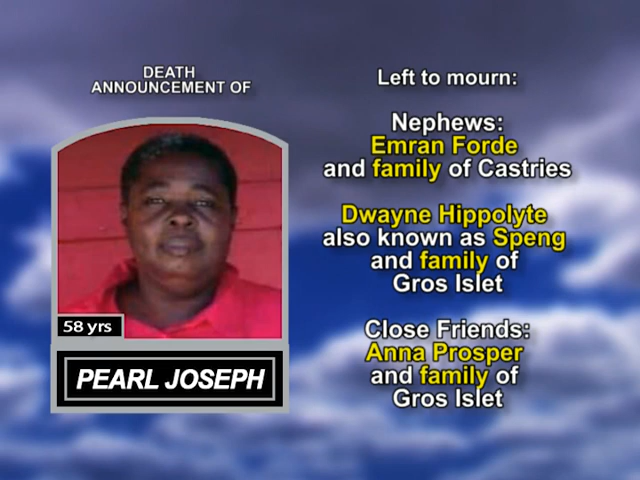 DEATH
ANNOUNCEMENT OF
58 yrs
PEARL JOSEPH
Left to mourn:
Nephews:
Emran Forde
and family of Castries
Dwayne Hippolyte
also known as Speng
and family of
Gros Islet
Close Friends:
Anna Prosper
and family of
Gros Islet